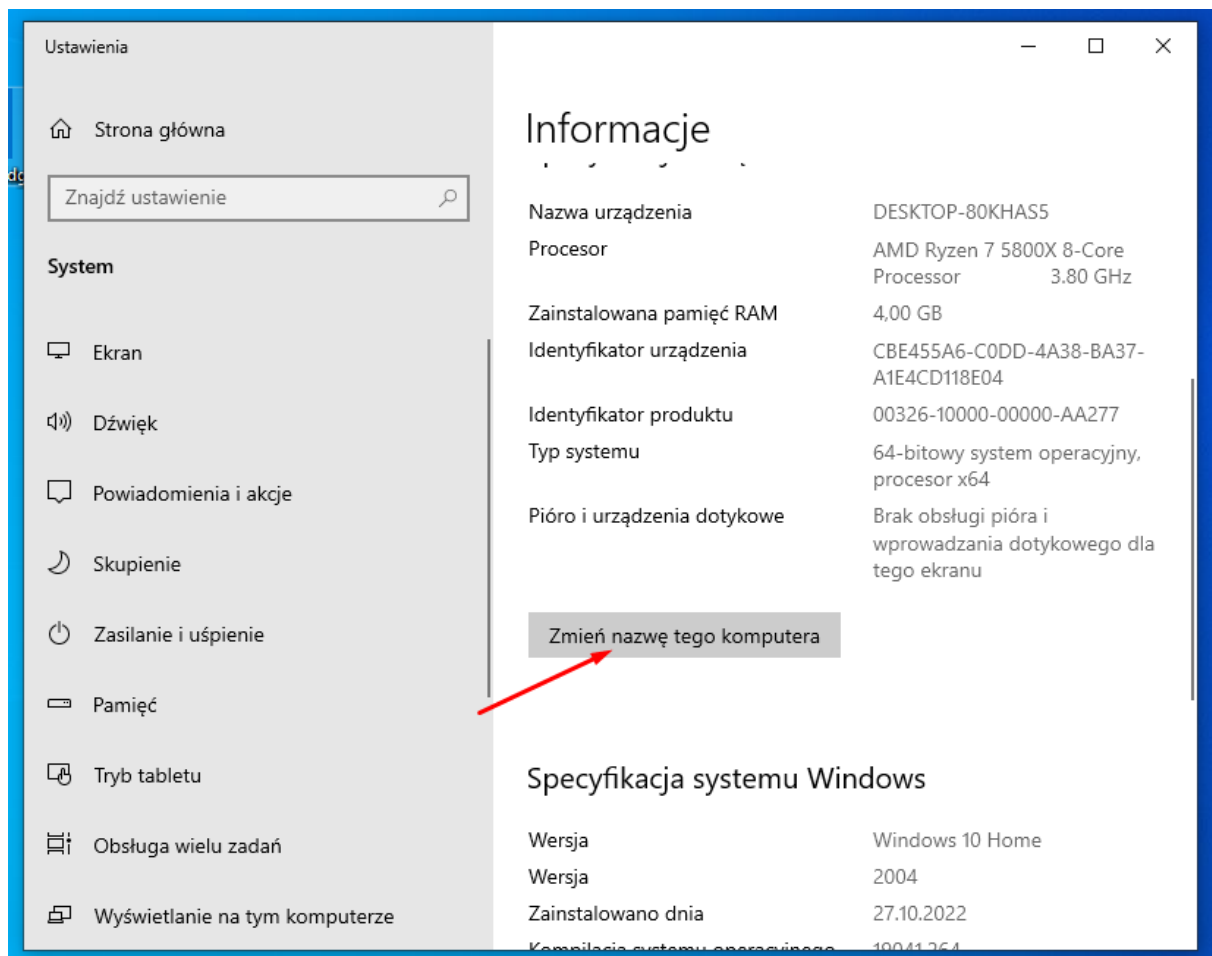 Ustawienia
Strona główna
Znajdź ustawienie
System
Ekran
Dźwięk
Powiadomienia i akcje
Skupienie
Zasilanie i uśpienie
Pamięć
Tryb tabletu
Obsługa wielu zadań
Wyświetlanie na tym komputerze
Informacje
Nazwa urządzenia DESKTOP-80KHAS5
Procesor AMD Ryzen 7 5800X 8-Core
Processor 3.80 GHz
Zainstalowana pamięć RAM 4,00 GB
Identyfikator urządzenia CBE455A6-C0DD-4A38-BA37-
A1E4CD118E04
Identyfikator produktu 00326-10000-00000-AA277
Typ systemu 64-bitowy system operacyjny,
procesor x64
Pióro i urządzenia dotykowe Brak obsługi pióra i
wprowadzania dotykowego dla
tego ekranu
Zmień nazwę tego komputera
Specyfikacja systemu Windows
Wersja Windows 10 Home
Wersja 2004
Zainstalowano dnia 27.10.2022
Kompilacja systemu operacyjnego 19041.264